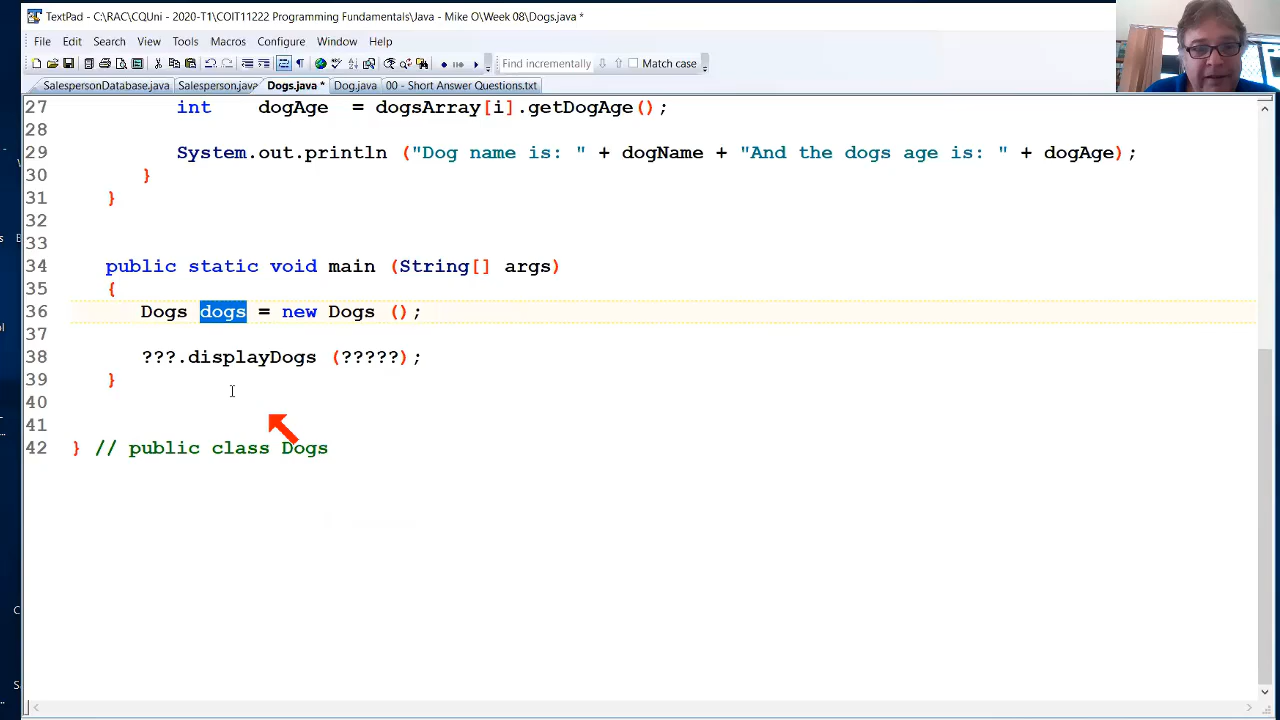 TextPad - C:\RAC\CQUni - 2020-T1\COIT11222 Programming Fundamentals\Java - Mike O\Week 08\Dogs.java *
File Edit Search View Tools Macros Configure Window Help
Find incrementally Match case
SalespersonDatabase.java Salesperson.java Dogs.java * Dog.java 00 - Short Answer Questions.txt
27 int dogAge = dogsArray[i].getDogAge();
28
29 System.out.println ("Dog name is: " + dogName + "And the dogs age is: " + dogAge);
30 }
31 }
32
33
34 public static void main (String[] args)
35 {
36 Dogs dogs = new Dogs ();
37
38 ???.displayDogs (?????);
39 }
40
41
42 } // public class Dogs